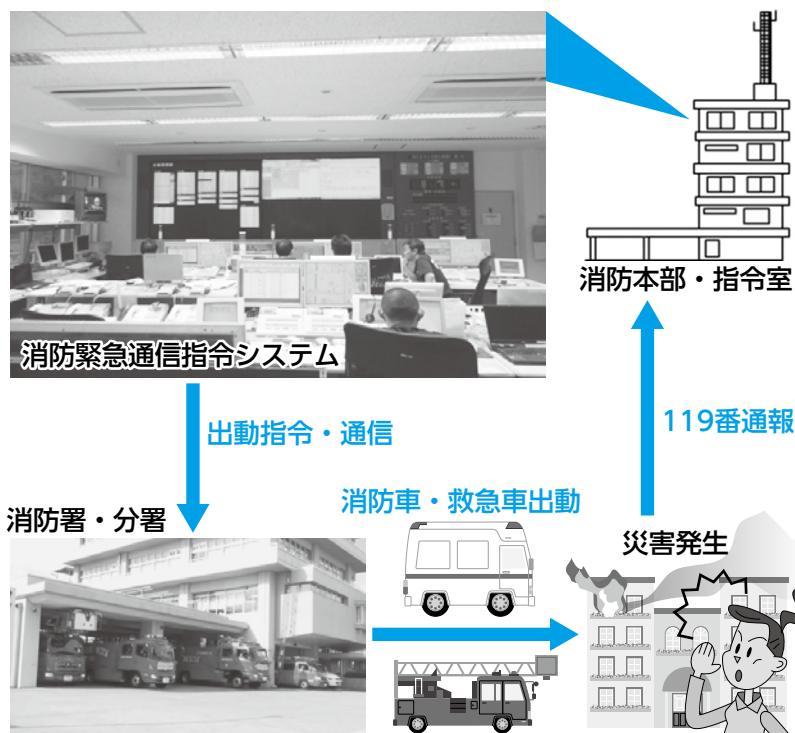 消防本部・指令室
消防緊急通信指令システム
出動指令・通信
119番通報
消防車・救急車出動
消防署・分署
災害発生